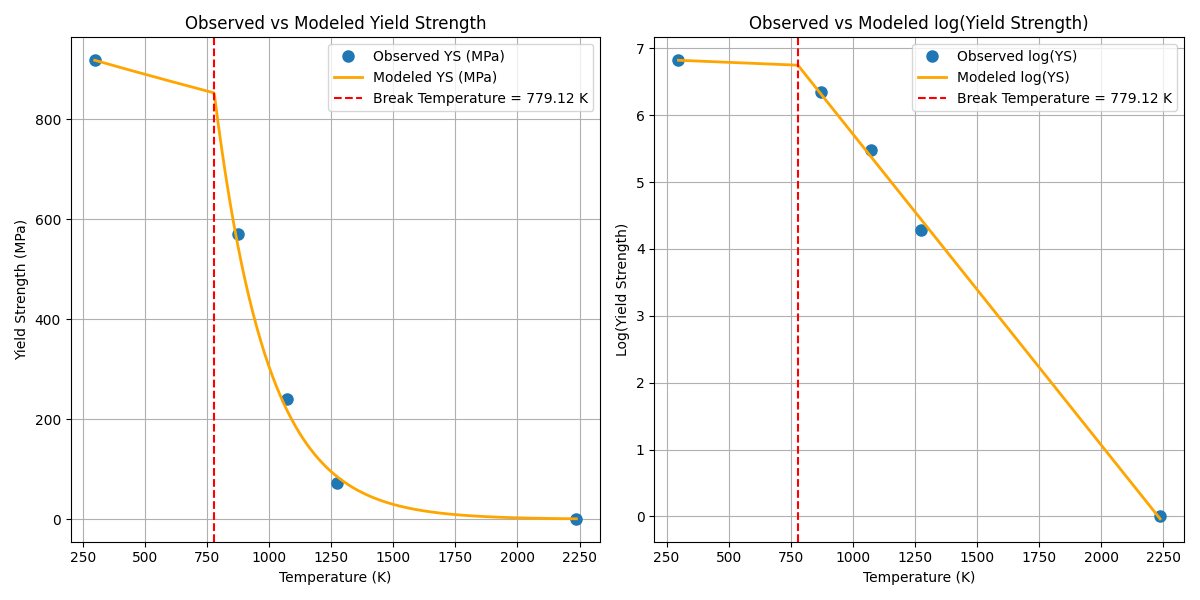 Observed vs Modeled Yield Strength
Observed YS (MPa)
Modeled YS (MPa)
Break Temperature = 779.12 K
Yield Strength (MPa)
800
600
400
200
0
250 500 750 1000 1250 1500 1750 2000 2250
Temperature (K)
Observed vs Modeled log(Yield Strength)
Observed log(YS)
Modeled log(YS)
Break Temperature = 779.12 K
Log(Yield Strength)
7
6
5
4
3
2
1
0
250 500 750 1000 1250 1500 1750 2000 2250
Temperature (K)